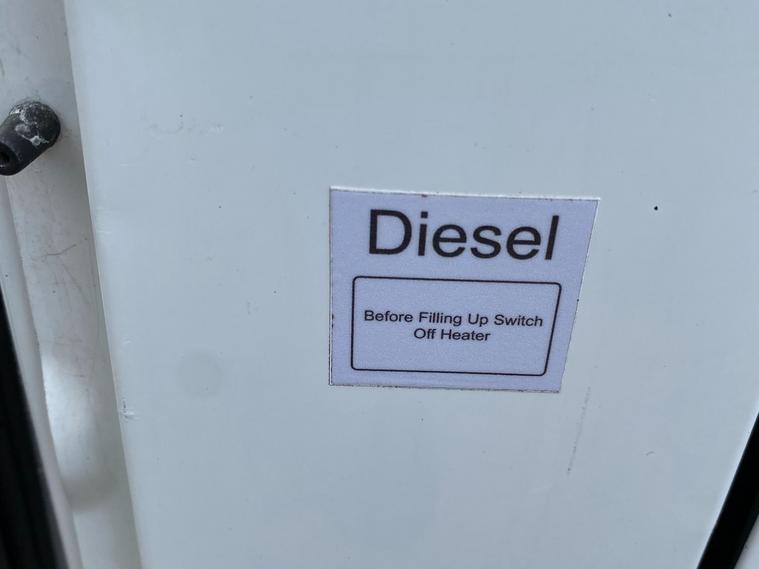 Diesel
Before Filling Up Switch
Off Heater